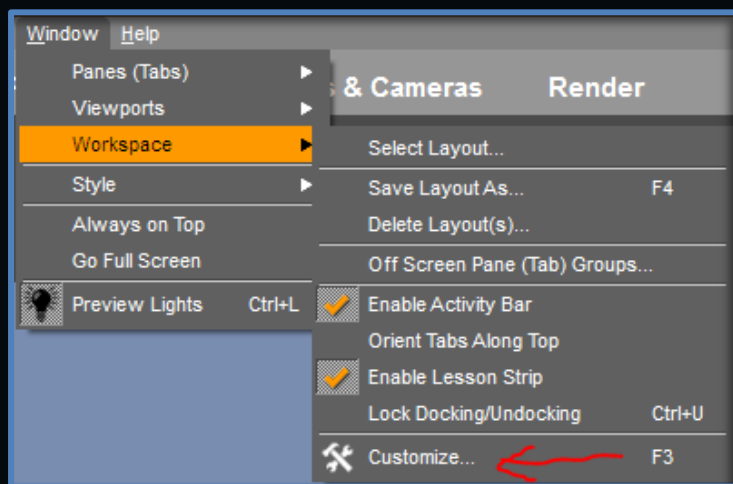 Window Help
Panes (Tabs)
& Cameras Render
Viewports
Workspace
Style
Always on Top
Go Full Screen
Preview Lights Ctrl+L
Select Layout...
Save Layout As... F4
Delete Layout(s)...
Off Screen Pane (Tab) Groups...
Enable Activity Bar
Orient Tabs Along Top
Enable Lesson Strip
Lock Docking/Undocking Ctrl+U
Customize... F3